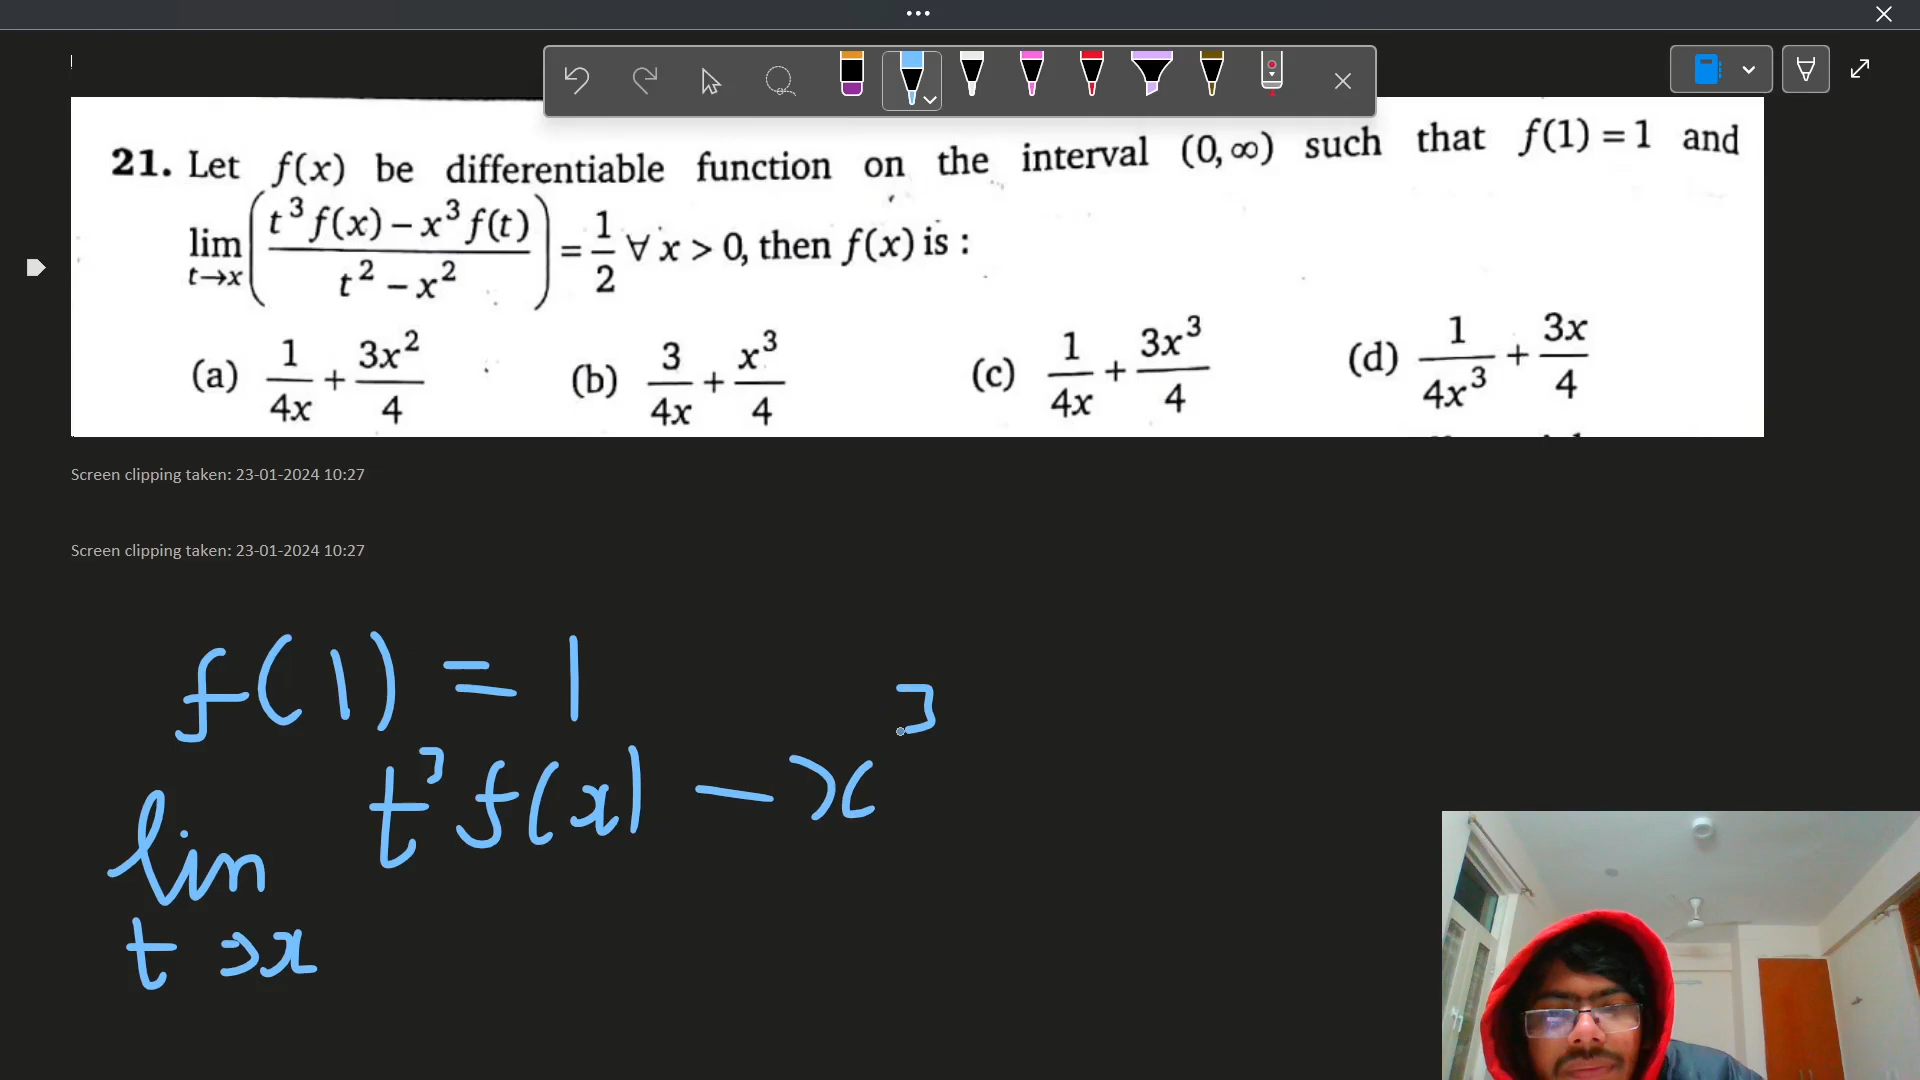 21. Let f(x) be differentiable function on the interval (0, ∞) such that f(1) = 1 and
lim t→x ( (t³ f(x) − x³ f(t)) / (t² − x²) ) = 1/2 ∀ x > 0, then f(x) is :
(a) 1/4x + 3x²/4 (b) 3/4x + x³/4 (c) 1/4x + 3x³/4 (d) 1/4x³ + 3x/4
Screen clipping taken: 23-01-2024 10:27
Screen clipping taken: 23-01-2024 10:27
f(1) = 1
lim t→x t³ f(x) − x³